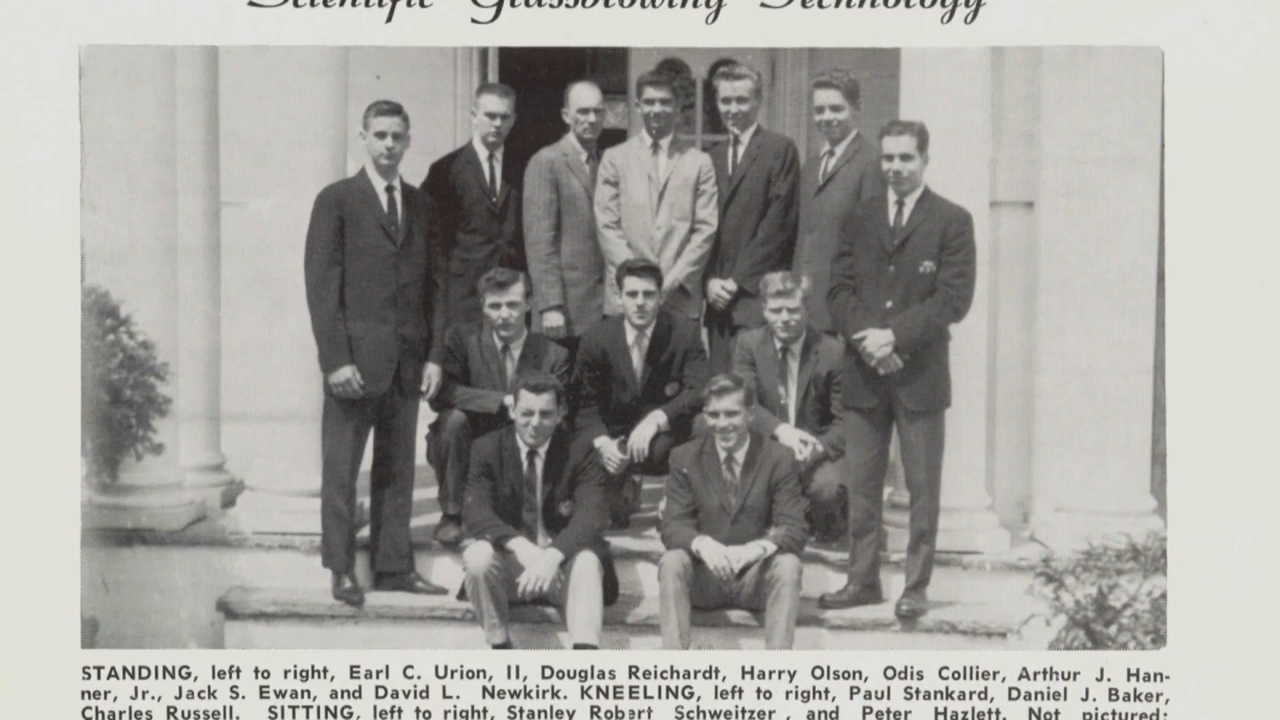 Scientific Glassblowing Technology
STANDING, left to right, Earl C. Urion, II, Douglas Reichardt, Harry Olson, Odis Collier, Arthur J. Han-
ner, Jr., Jack S. Ewan, and David L. Newkirk. KNEELING, left to right, Paul Stankard, Daniel J. Baker,
Charles Russell. SITTING, left to right, Stanley Robert Schweitzer, and Peter Hazlett. Not pictured: